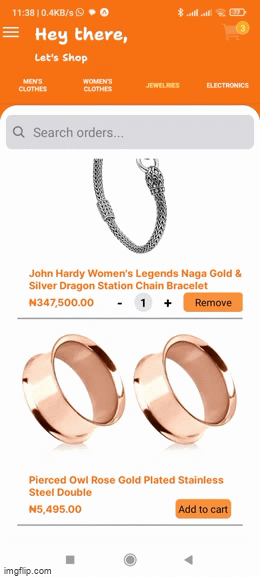 11:38 | 0.4KB/s
77
Hey there,
3
Let's Shop
MEN'S CLOTHES
WOMEN'S CLOTHES
JEWELRIES
ELECTRONICS
Search orders...
John Hardy Women's Legends Naga Gold &
Silver Dragon Station Chain Bracelet
₦347,500.00 - 1 + Remove
Pierced Owl Rose Gold Plated Stainless
Steel Double
₦5,495.00 Add to cart
imgflip.com